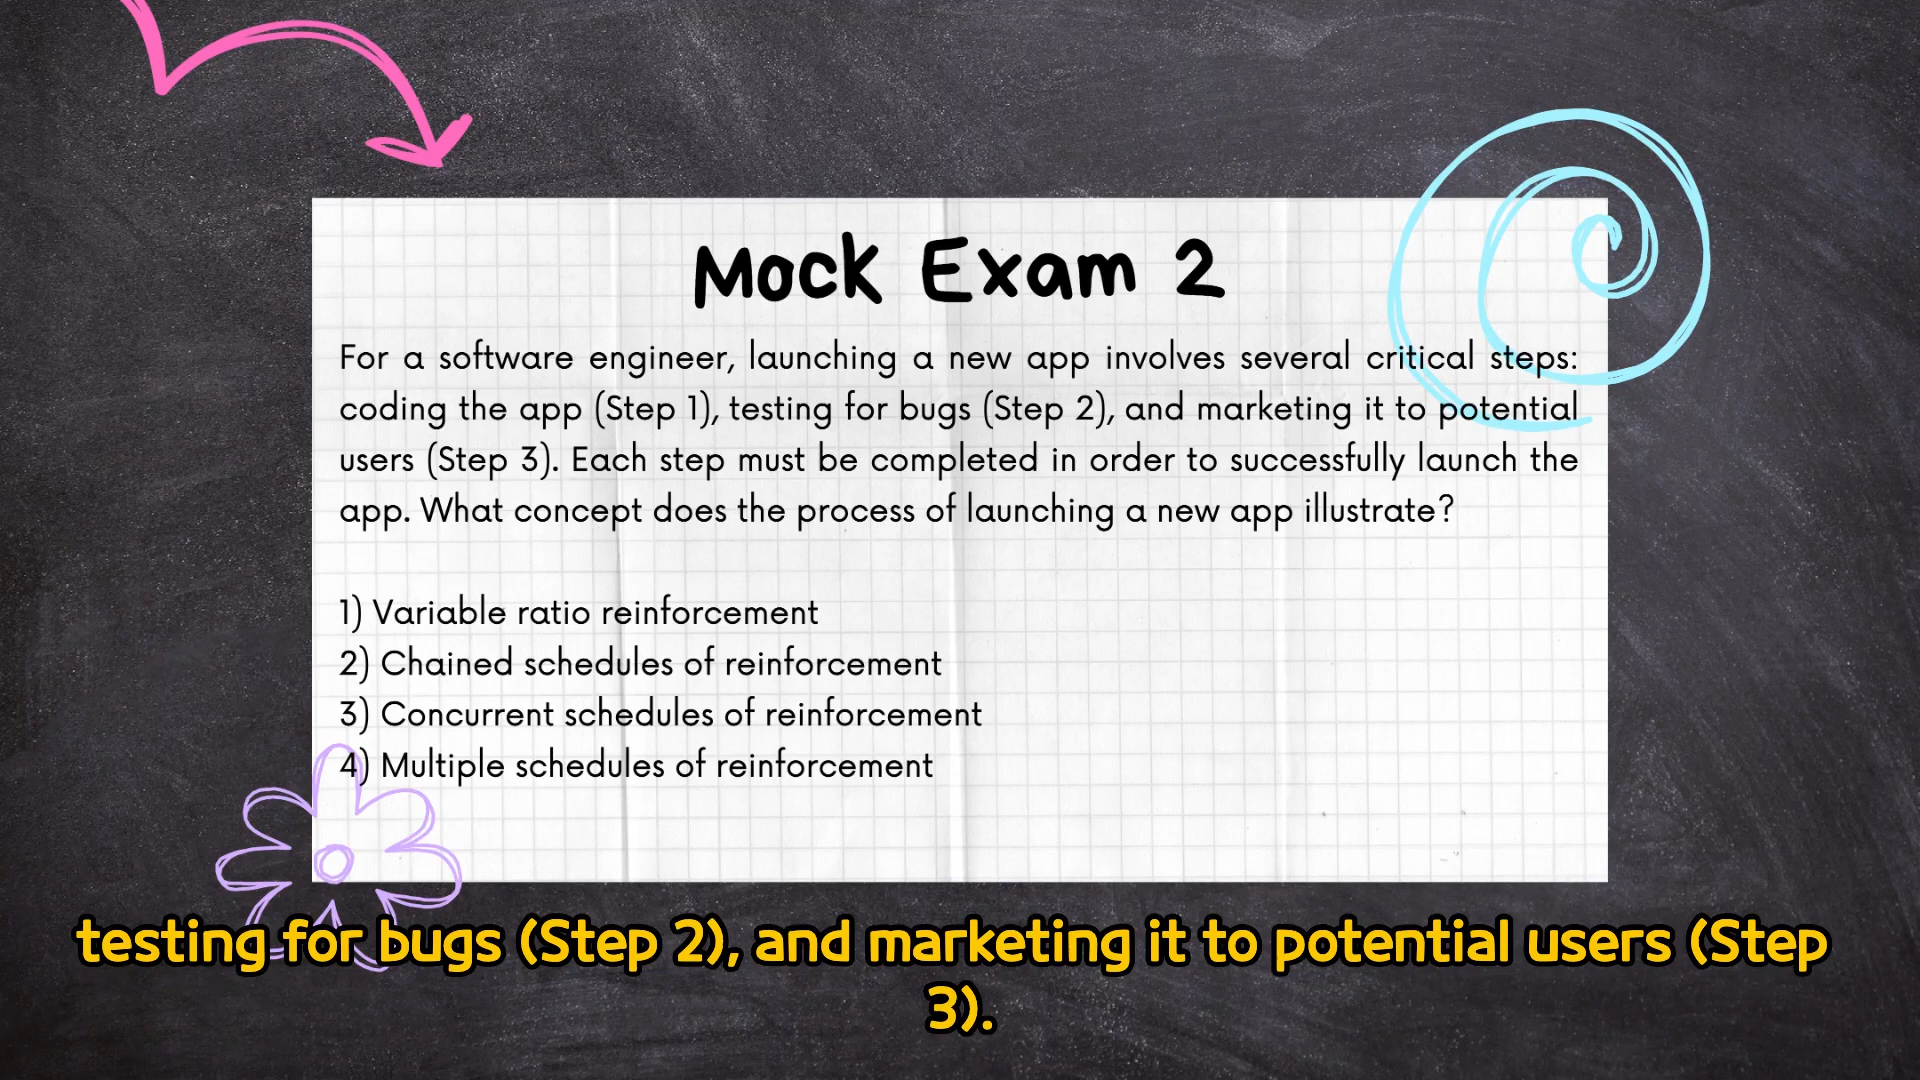 Mock Exam 2
For a software engineer, launching a new app involves several critical steps:
coding the app (Step 1), testing for bugs (Step 2), and marketing it to potential
users (Step 3). Each step must be completed in order to successfully launch the
app. What concept does the process of launching a new app illustrate?
1) Variable ratio reinforcement
2) Chained schedules of reinforcement
3) Concurrent schedules of reinforcement
4) Multiple schedules of reinforcement
testing for bugs (Step 2), and marketing it to potential users (Step
3).